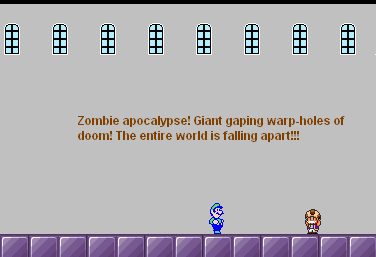 Zombie apocalypse! Giant gaping warp-holes of
doom! The entire world is falling apart!!!